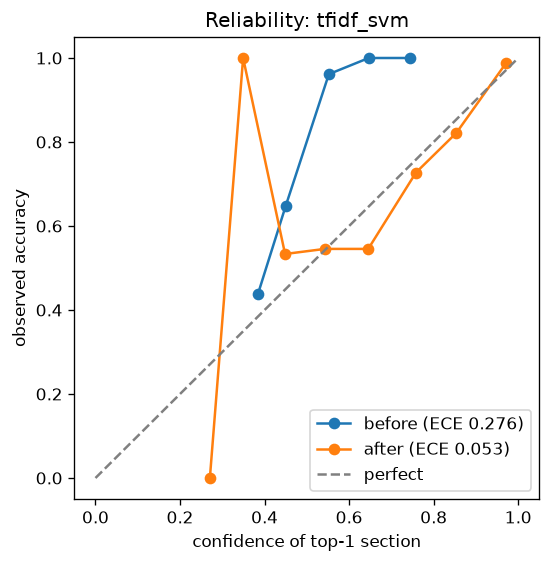 Reliability: tfidf_svm
observed accuracy
1.0
0.8
0.6
0.4
0.2
0.0
before (ECE 0.276)
after (ECE 0.053)
perfect
0.0 0.2 0.4 0.6 0.8 1.0
confidence of top-1 section